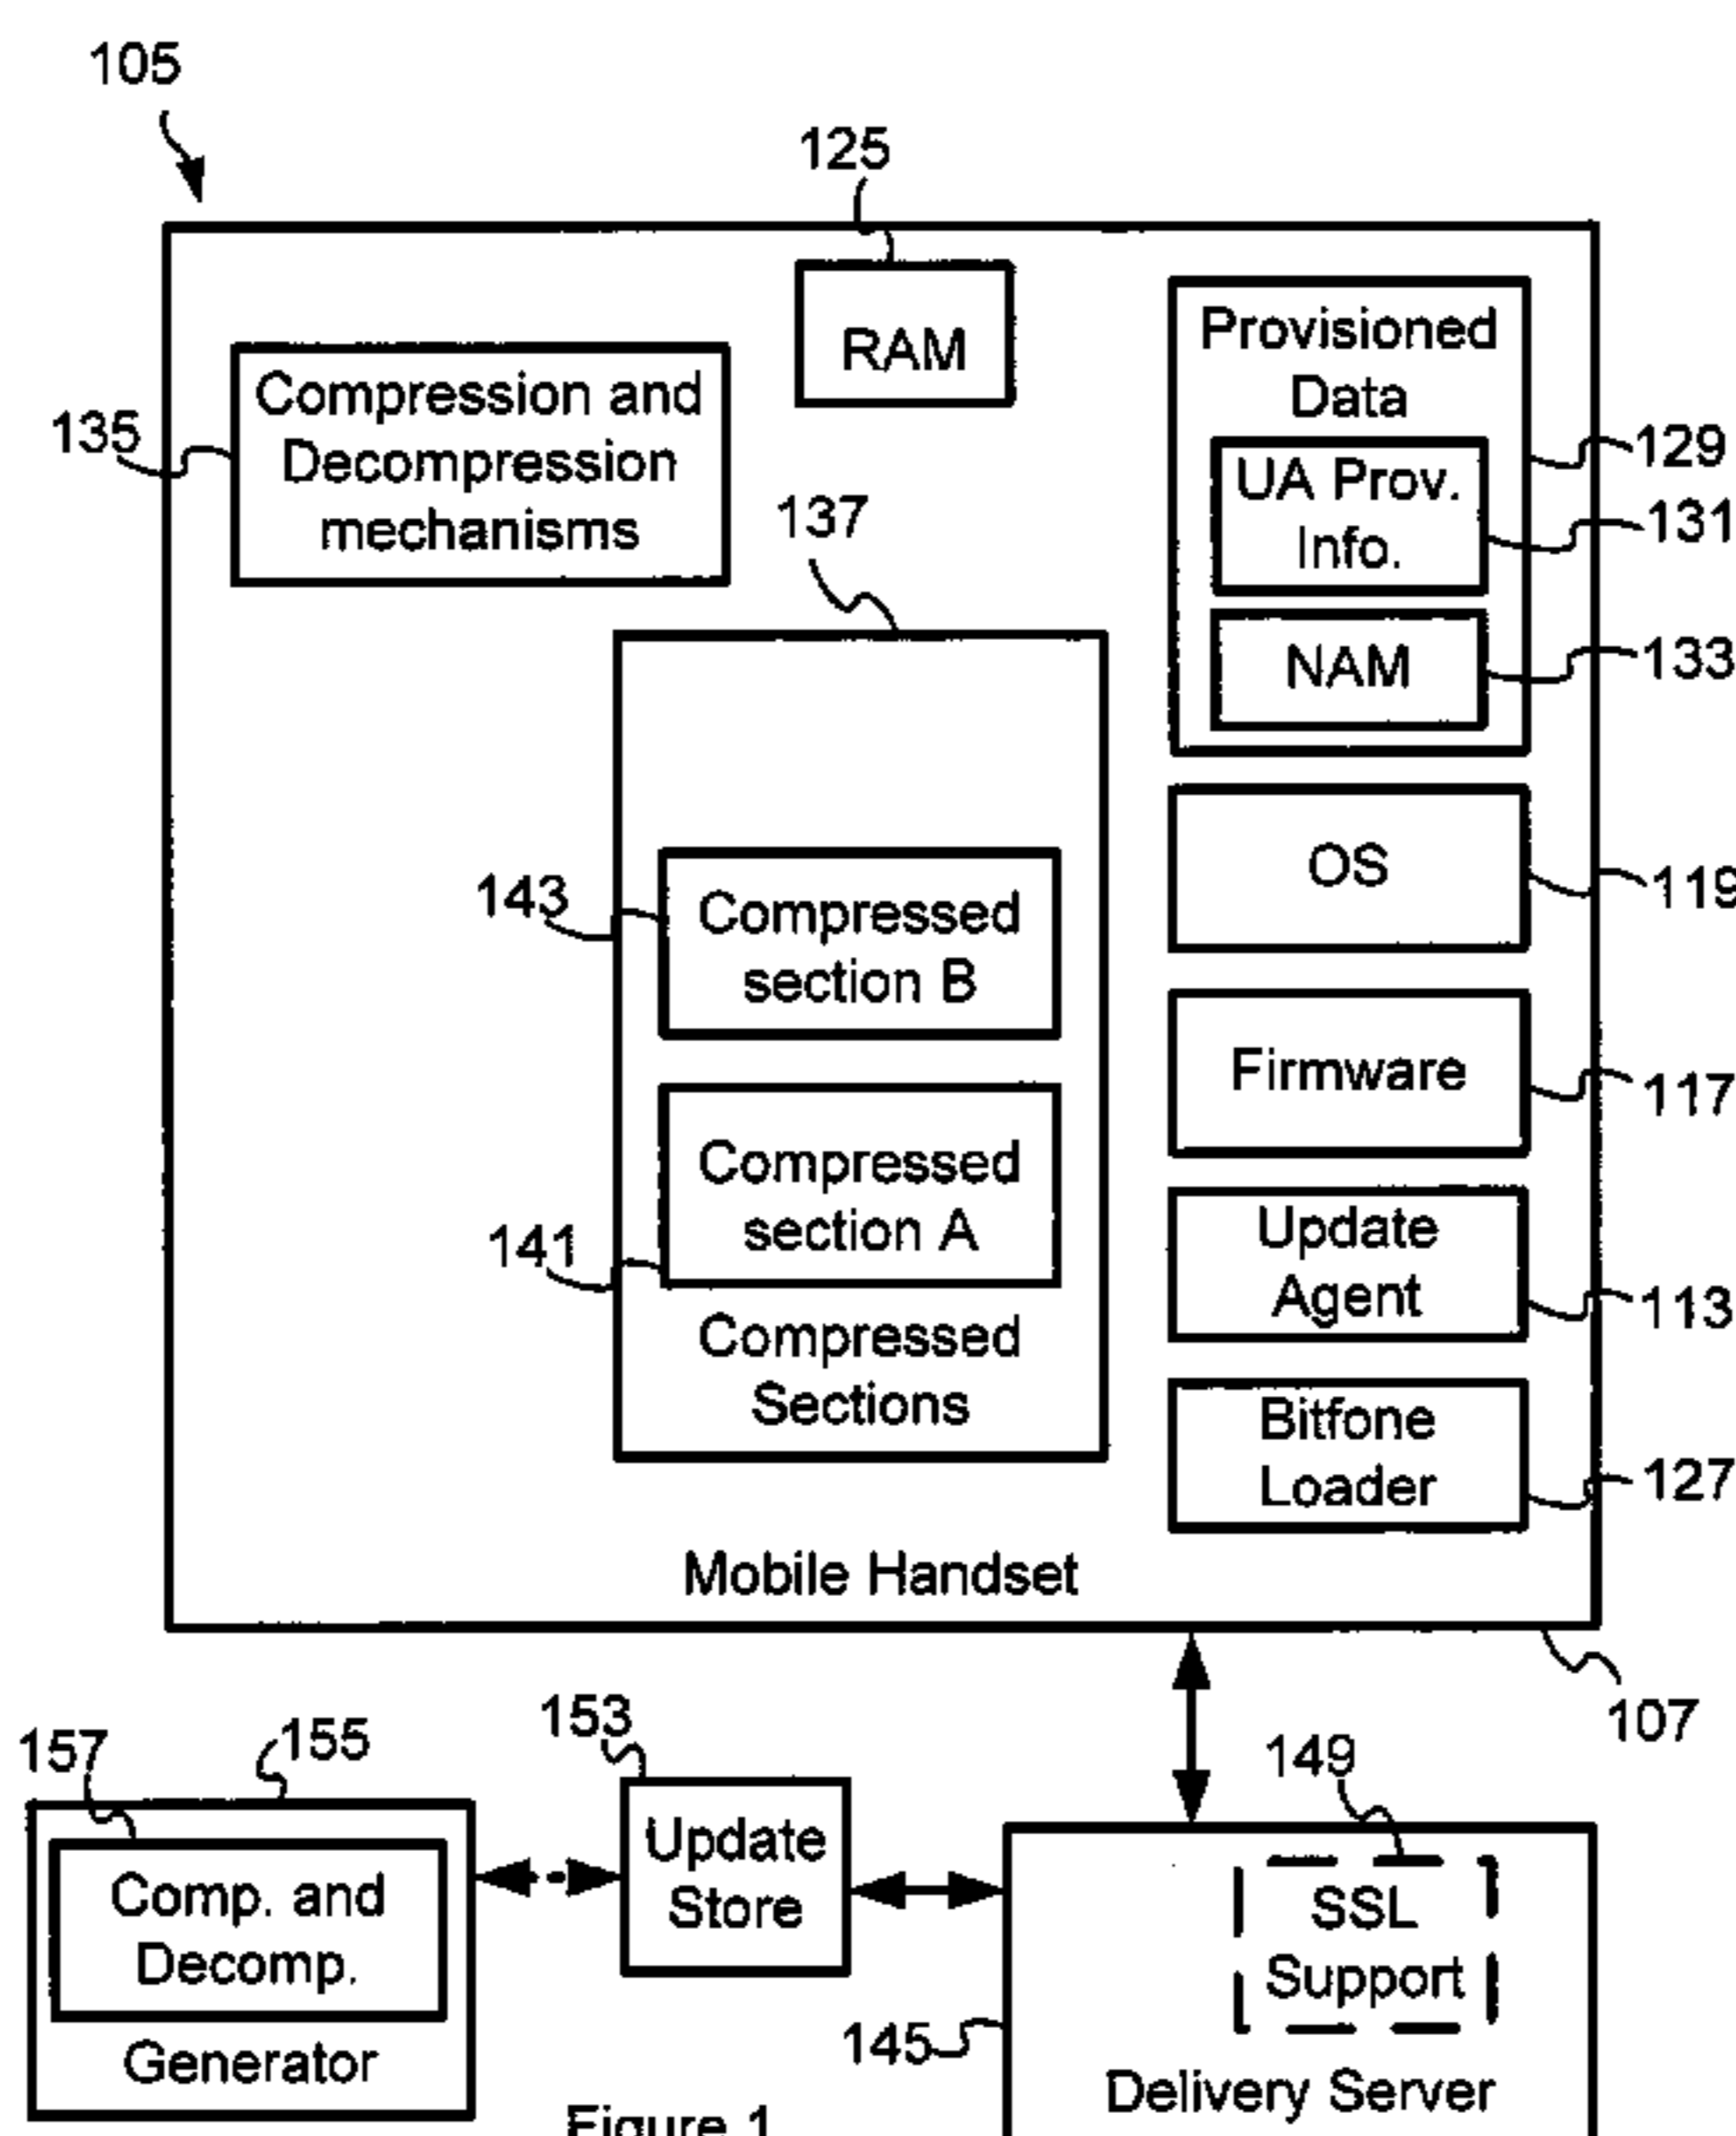 105
125
RAM
Provisioned
Data
129
UA Prov.
Info.
131
NAM
133
135
Compression and
Decompression
mechanisms
137
OS
119
143
Compressed
section B
Firmware
117
141
Compressed
section A
Compressed
Sections
Update
Agent
113
Bitfone
Loader
127
Mobile Handset
107
157
155
153
149
Comp. and
Decomp.
Generator
Update
Store
SSL
Support
145
Delivery Server
Figure 1